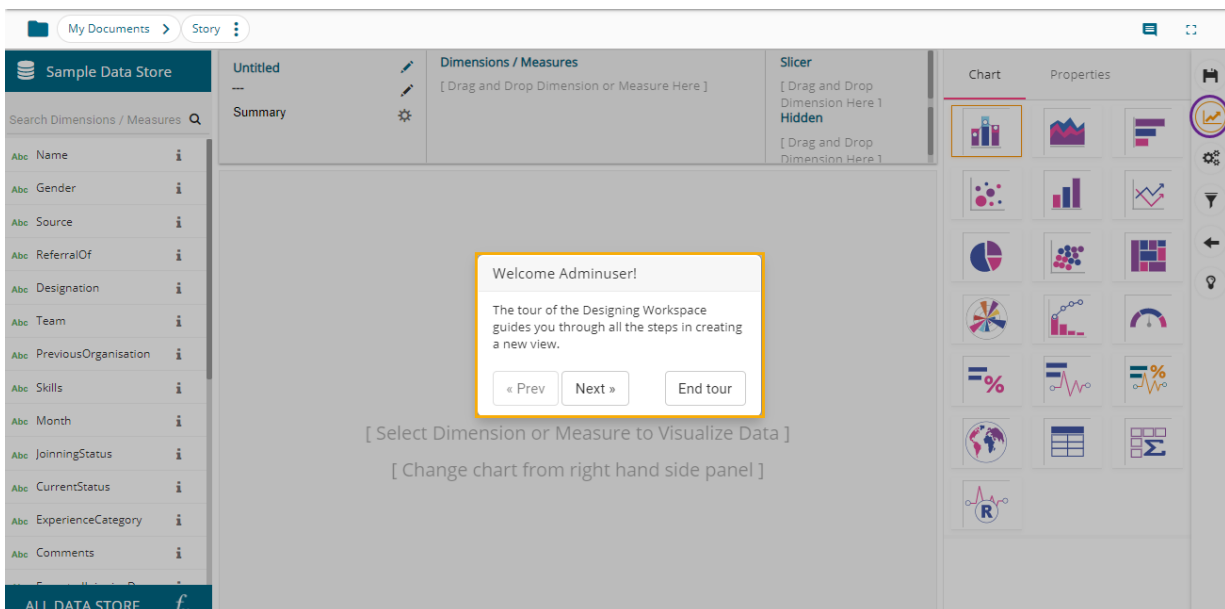 My Documents
Story
Sample Data Store
Search Dimensions / Measures
Abc Name i
Abc Gender i
Abc Source i
Abc ReferralOf i
Abc Designation i
Abc Team i
Abc PreviousOrganisation i
Abc Skills i
Abc Month i
Abc JoinningStatus i
Abc CurrentStatus i
Abc ExperienceCategory i
Abc Comments i
ALL DATA STORE f
Untitled
---
Summary
Dimensions / Measures
[ Drag and Drop Dimension or Measure Here ]
Slicer
[ Drag and Drop
Dimension Here ]
Hidden
[ Drag and Drop
Dimension Here ]
Welcome Adminuser!
The tour of the Designing Workspace
guides you through all the steps in creating
a new view.
« Prev
Next »
End tour
[ Select Dimension or Measure to Visualize Data ]
[ Change chart from right hand side panel ]
Chart
Properties
%
%
Σ
R